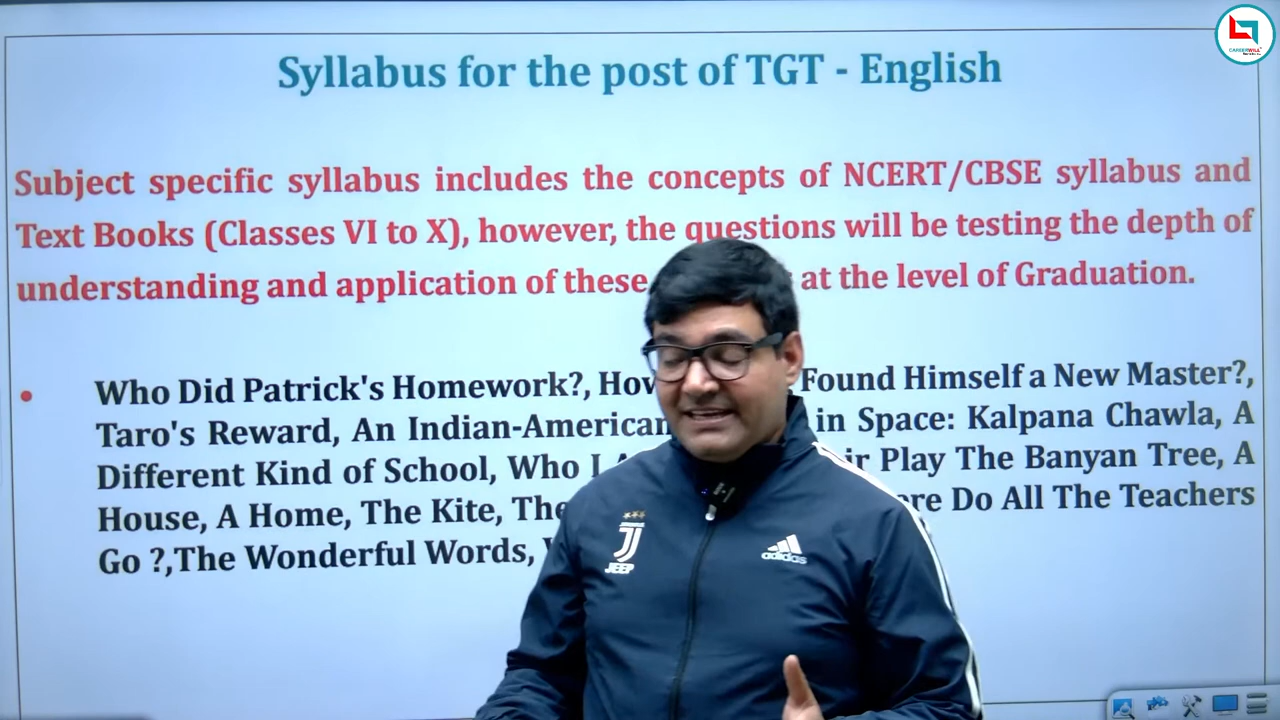 CAREERWILL
Syllabus for the post of TGT - English
Subject specific syllabus includes the concepts of NCERT/CBSE syllabus and
Text Books (Classes VI to X), however, the questions will be testing the depth of
understanding and application of these at the level of Graduation.
Who Did Patrick's Homework?, Found Himself a New Master?,
Taro's Reward, An Indian-American in Space: Kalpana Chawla, A
Different Kind of School, Who I Play The Banyan Tree, A
House, A Home, The Kite, Do All The Teachers
Go ?,The Wonderful Words,
JEEP
adidas